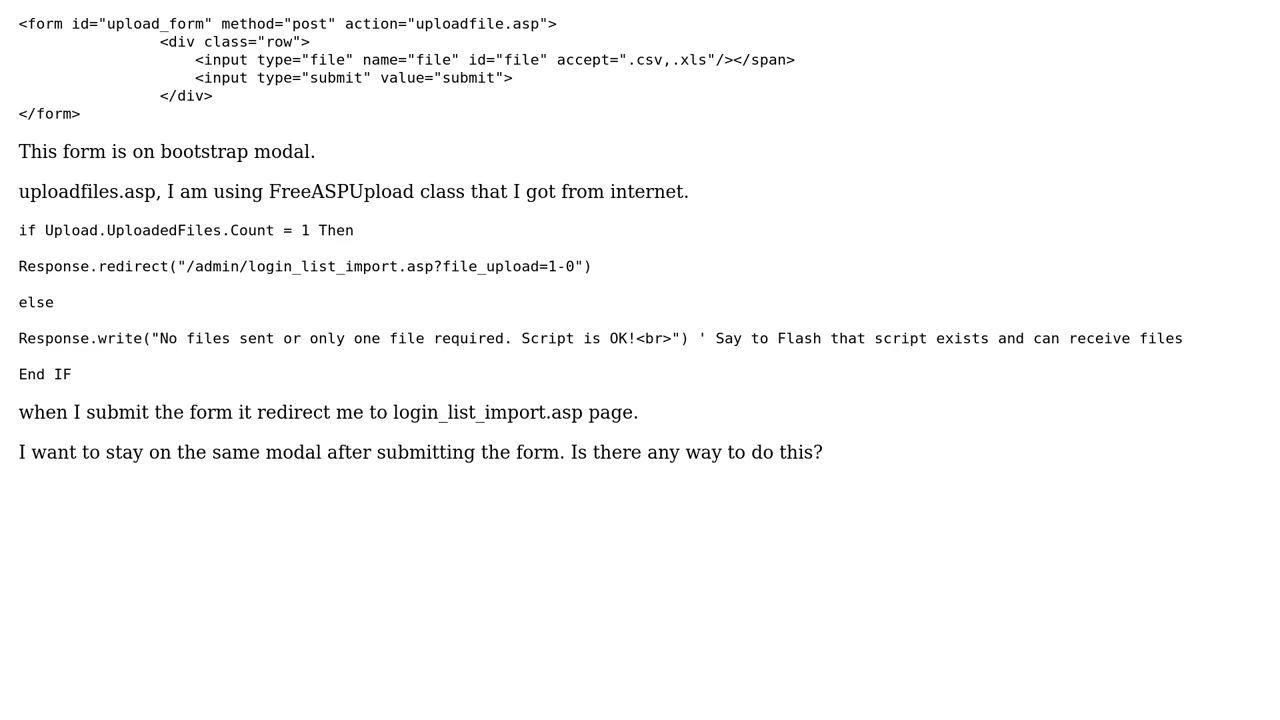 <form id="upload_form" method="post" action="uploadfile.asp">
                <div class="row">
                    <input type="file" name="file" id="file" accept=".csv,.xls"/></span>
                    <input type="submit" value="submit">
                </div>
</form>
This form is on bootstrap modal.
uploadfiles.asp, I am using FreeASPUpload class that I got from internet.
if Upload.UploadedFiles.Count = 1 Then
Response.redirect("/admin/login_list_import.asp?file_upload=1-0")
else
Response.write("No files sent or only one file required. Script is OK!<br>") ' Say to Flash that script exists and can receive files
End IF
when I submit the form it redirect me to login_list_import.asp page.
I want to stay on the same modal after submitting the form. Is there any way to do this?